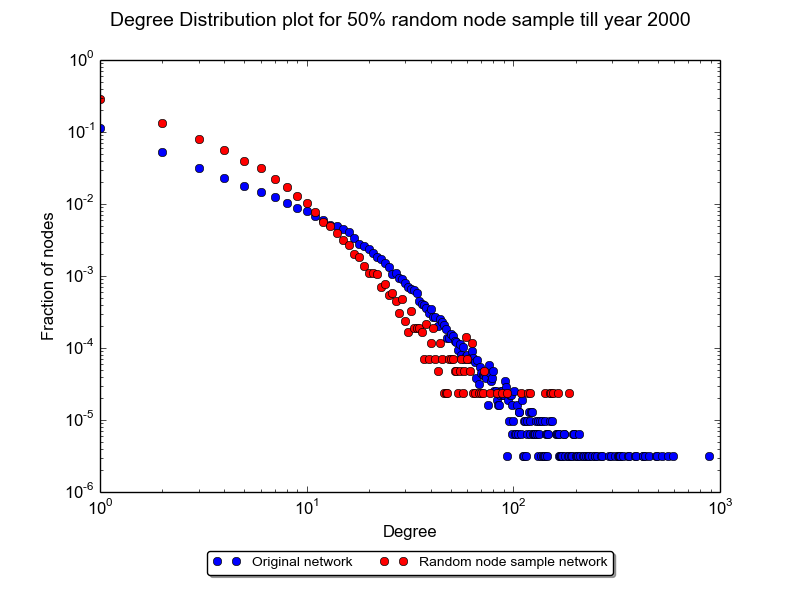 Degree Distribution plot for 50% random node sample till year 2000
10^0
10^-1
10^-2
10^-3
10^-4
10^-5
10^-6
Fraction of nodes
10^0 10^1 10^2 10^3
Degree
Original network Random node sample network